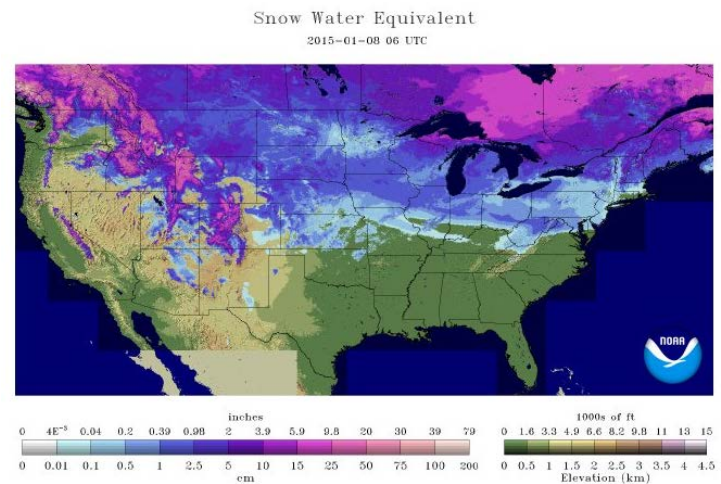 Snow Water Equivalent
2015-01-08 06 UTC
NOAA
inches
0 4E⁻³ 0.04 0.2 0.39 0.98 2 3.9 5.9 9.8 20 30 39 79
0 0.01 0.1 0.5 1 2.5 5 10 15 25 50 75 100 200
cm
1000s of ft
0 1.6 3.3 4.9 6.6 8.2 9.8 11 13 15
0 0.5 1 1.5 2 2.5 3 3.5 4 4.5
Elevation (km)